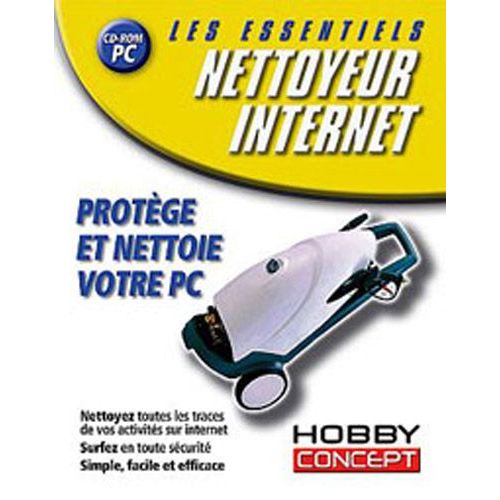 CD-ROM
PC
LES ESSENTIELS
NETTOYEUR
INTERNET
PROTÈGE
ET NETTOIE
VOTRE PC
Nettoyez toutes les traces
de vos activités sur internet
Surfez en toute sécurité
Simple, facile et efficace
HOBBY
CONCEPT